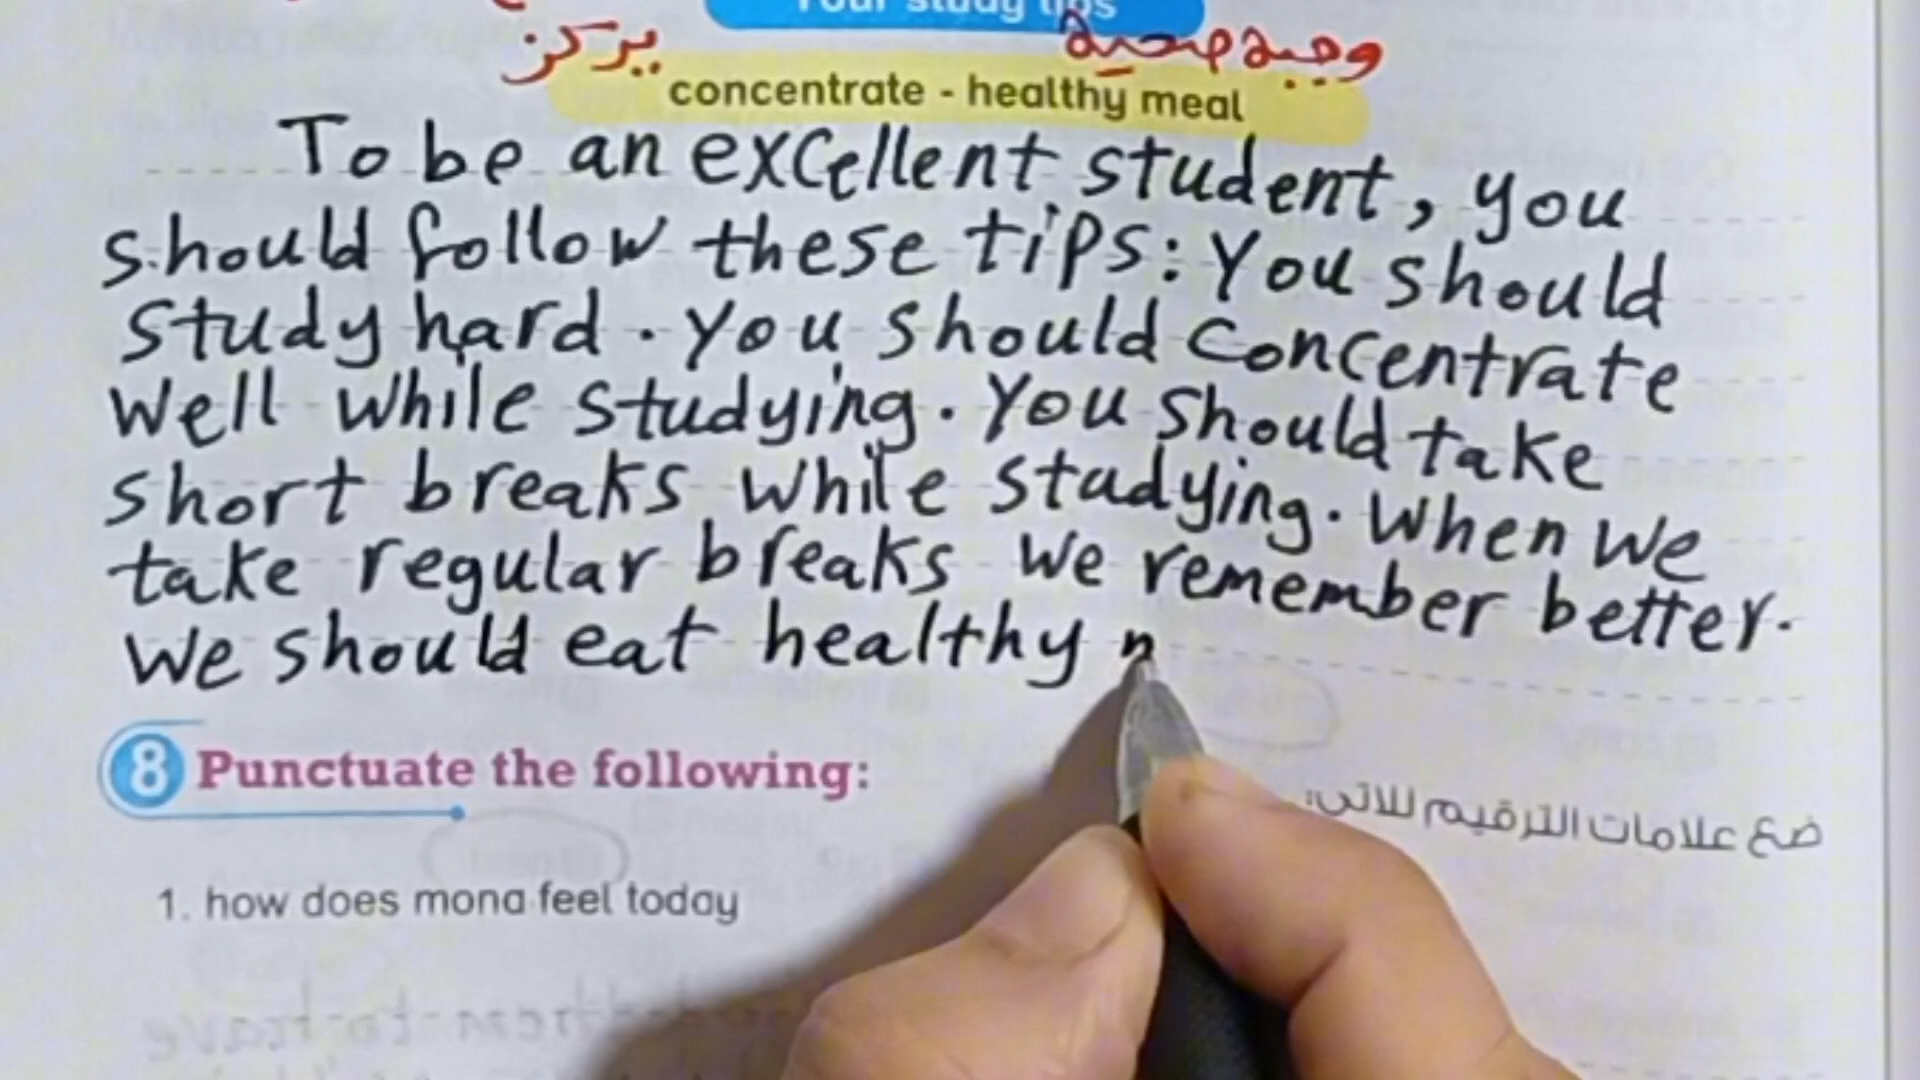 Your study tips
يركز وجبة صحية
concentrate - healthy meal
To be an excellent student, you
should follow these tips: You should
study hard. You should concentrate
well while studying. You should take
short breaks while studying. When we
take regular breaks we remember better.
We should eat healthy
8 Punctuate the following:
ضع علامات الترقيم للآتي:
1. how does mona feel today